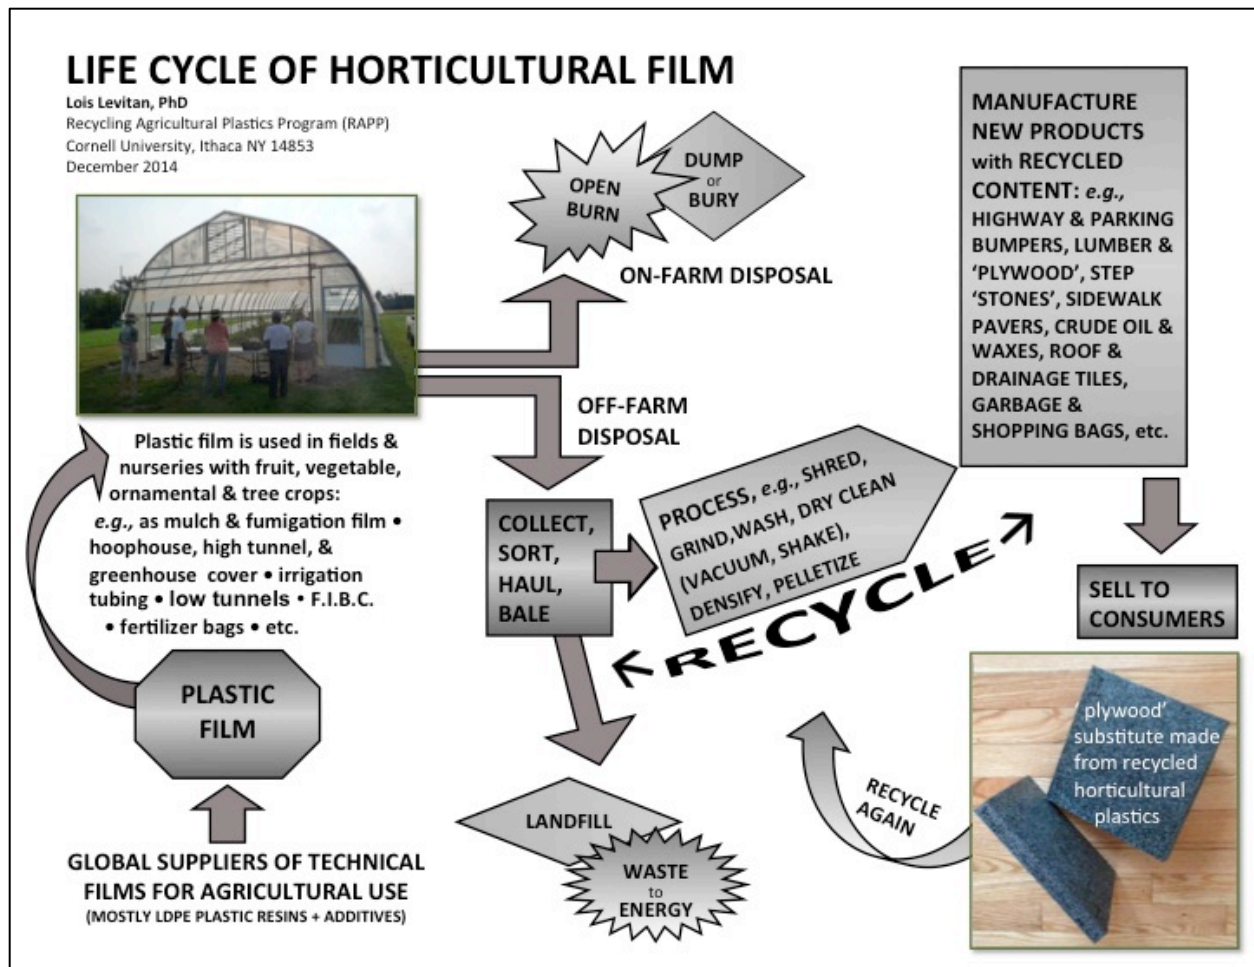 LIFE CYCLE OF HORTICULTURAL FILM
Lois Levitan, PhD
Recycling Agricultural Plastics Program (RAPP)
Cornell University, Ithaca NY 14853
December 2014
OPEN
BURN
DUMP
or
BURY
ON-FARM DISPOSAL
OFF-FARM
DISPOSAL
Plastic film is used in fields &
nurseries with fruit, vegetable,
ornamental & tree crops:
e.g., as mulch & fumigation film •
hoophouse, high tunnel, &
greenhouse cover • irrigation
tubing • low tunnels • F.I.B.C.
• fertilizer bags • etc.
PLASTIC
FILM
GLOBAL SUPPLIERS OF TECHNICAL
FILMS FOR AGRICULTURAL USE
(MOSTLY LDPE PLASTIC RESINS + ADDITIVES)
COLLECT,
SORT,
HAUL,
BALE
PROCESS, e.g., SHRED,
GRIND,WASH, DRY CLEAN
(VACUUM, SHAKE),
DENSIFY, PELLETIZE
RECYCLE
LANDFILL
WASTE
to
ENERGY
MANUFACTURE
NEW PRODUCTS
with RECYCLED
CONTENT: e.g.,
HIGHWAY & PARKING
BUMPERS, LUMBER &
‘PLYWOOD’, STEP
‘STONES’, SIDEWALK
PAVERS, CRUDE OIL &
WAXES, ROOF &
DRAINAGE TILES,
GARBAGE &
SHOPPING BAGS, etc.
SELL TO
CONSUMERS
‘plywood’
substitute made
from recycled
horticultural
plastics
RECYCLE
AGAIN